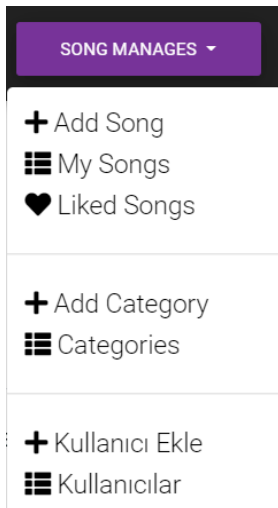 SONG MANAGES
Add Song
My Songs
Liked Songs
Add Category
Categories
Kullanıcı Ekle
Kullanıcılar